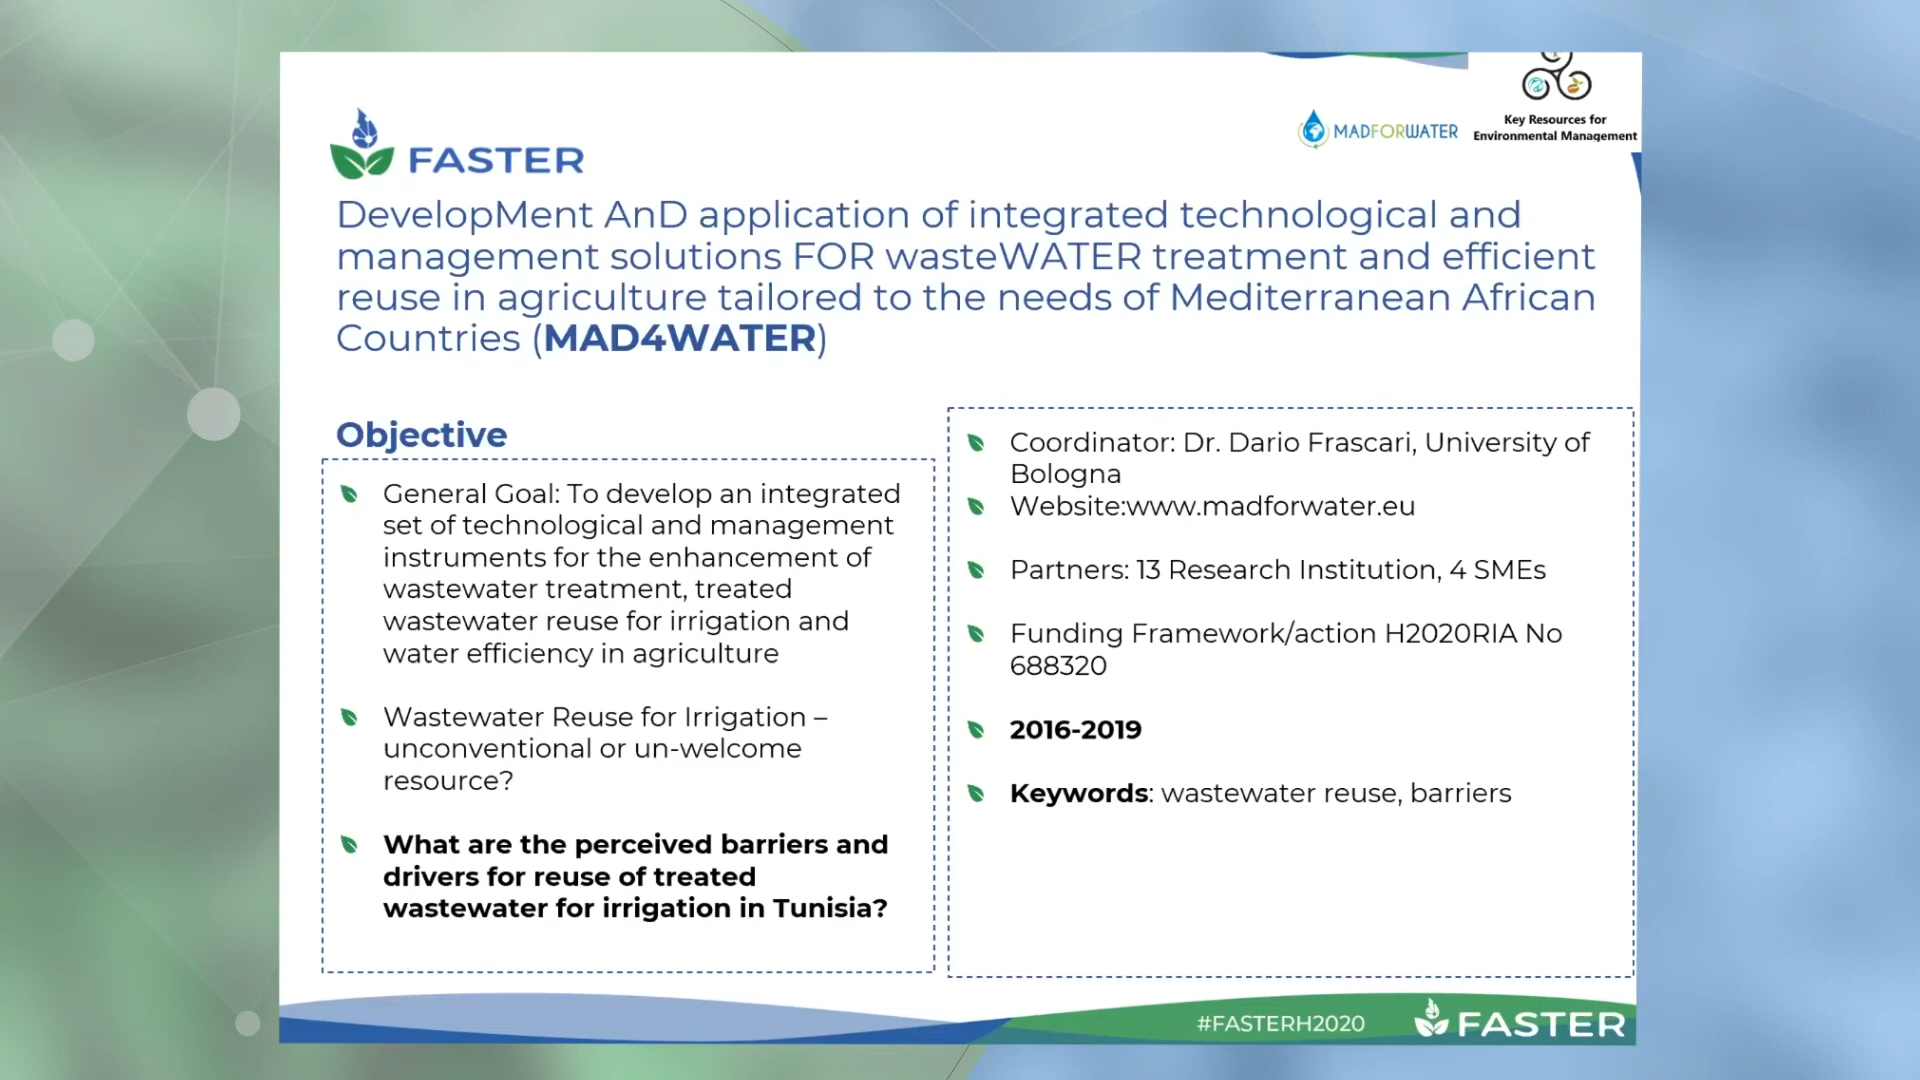 MADFORWATER
Key Resources for
Environmental Management
FASTER
DevelopMent AnD application of integrated technological and
management solutions FOR wasteWATER treatment and efficient
reuse in agriculture tailored to the needs of Mediterranean African
Countries (MAD4WATER)
Objective
General Goal: To develop an integrated
set of technological and management
instruments for the enhancement of
wastewater treatment, treated
wastewater reuse for irrigation and
water efficiency in agriculture
Wastewater Reuse for Irrigation –
unconventional or un-welcome
resource?
What are the perceived barriers and
drivers for reuse of treated
wastewater for irrigation in Tunisia?
Coordinator: Dr. Dario Frascari, University of
Bologna
Website:www.madforwater.eu
Partners: 13 Research Institution, 4 SMEs
Funding Framework/action H2020RIA No
688320
2016-2019
Keywords: wastewater reuse, barriers
#FASTERH2020
FASTER